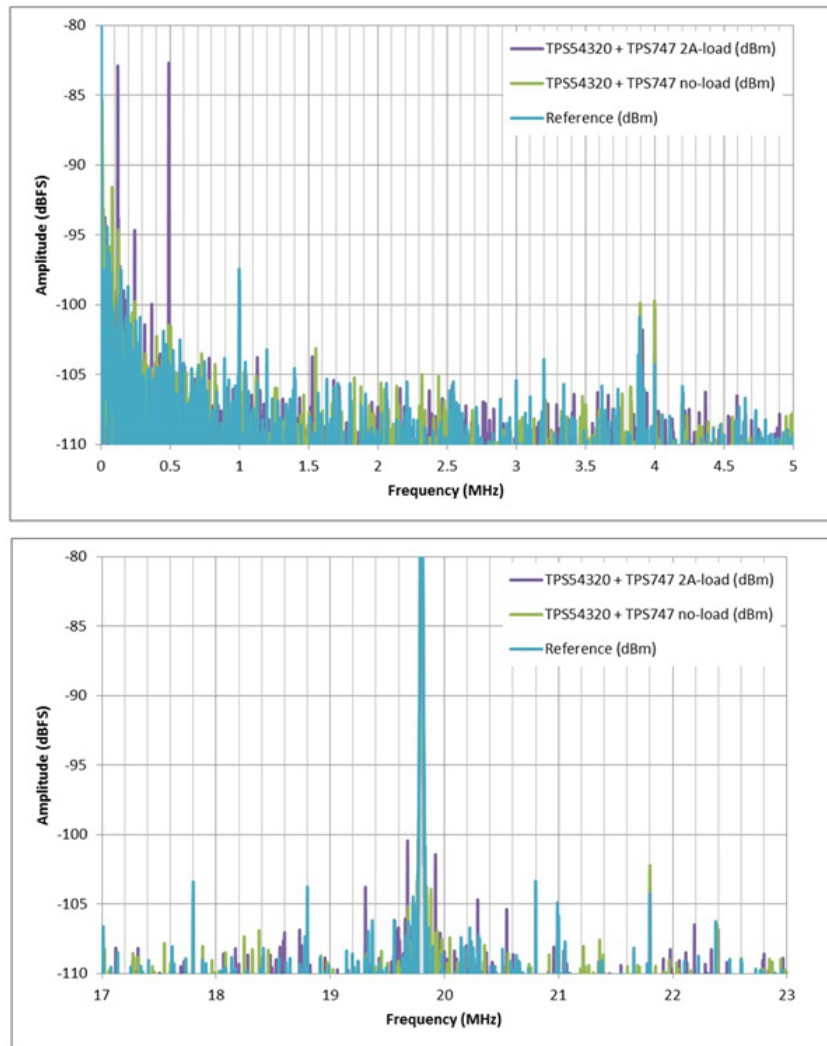 -80
-85
-90
-95
-100
-105
-110
Amplitude (dBFS)
TPS54320 + TPS747 2A-load (dBm)
TPS54320 + TPS747 no-load (dBm)
Reference (dBm)
0 0.5 1 1.5 2 2.5 3 3.5 4 4.5 5
Frequency (MHz)
-80
-85
-90
-95
-100
-105
-110
Amplitude (dBFS)
TPS54320 + TPS747 2A-load (dBm)
TPS54320 + TPS747 no-load (dBm)
Reference (dBm)
17 18 19 20 21 22 23
Frequency (MHz)